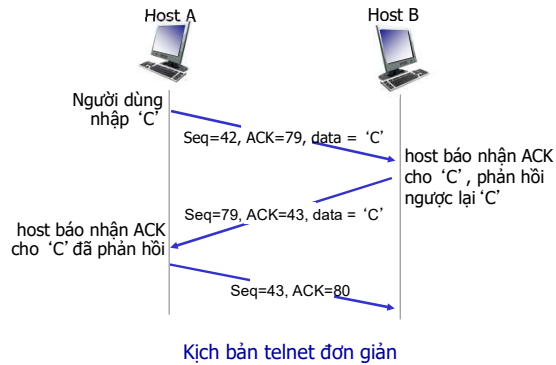 Host A
Host B
Người dùng
nhập ‘C’
Seq=42, ACK=79, data = ‘C’
host báo nhận ACK
cho ‘C’, phản hồi
ngược lại ‘C’
Seq=79, ACK=43, data = ‘C’
host báo nhận ACK
cho ‘C’ đã phản hồi
Seq=43, ACK=80
Kịch bản telnet đơn giản